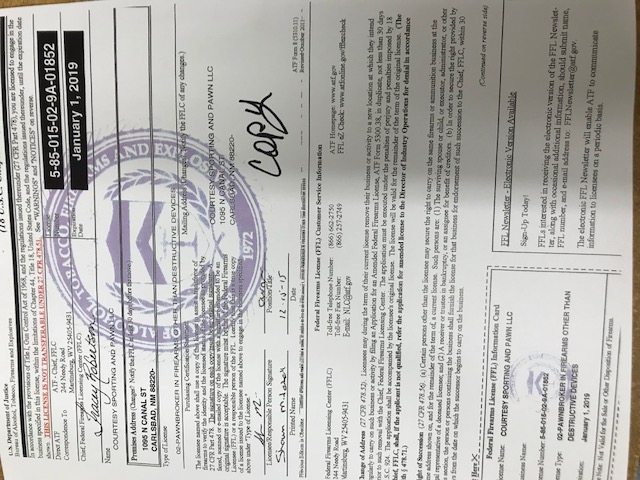 U.S. Department of Justice
Bureau of Alcohol, Tobacco, Firearms and Explosives
(18 U.S.C.
In accordance with the provisions of Title I, Gun Control Act of 1968, and the regulations issued thereunder (27 CFR Part 478), you are licensed to engage in the
business specified in this license, within the limitations of Chapter 44, Title 18, United States Code, and the regulations issued thereunder, until the expiration date
shown. THIS LICENSE IS NOT TRANSFERABLE UNDER 27 CFR 478.51. See "WARNINGS" and "NOTICES" on reverse.
Direct ATF
Correspondence To
ATF - Chief, FFLC
244 Needy Road
Martinsburg, WV 25405-9431
License
Number
5-85-015-02-9A-01852
Chief, Federal Firearms Licensing Center (FFLC)
Tracey Robertson
Expiration
Date
January 1, 2019
Name
COURTESY SPORTING AND PAWN LLC
Premises Address (Changes? Notify the FFLC at least 30 days before the move.)
1095 N CANAL ST
CARLSBAD, NM 88220-
Type of License
02-PAWNBROKER IN FIREARMS OTHER THAN DESTRUCTIVE DEVICES
Purchasing Certification Statement
The licensee named above shall use a copy of this license to assist a transferor of
firearms to verify the identity and the licensed status of the licensee as provided by
27 CFR Part 478. The signature on each copy must be an original signature. A
faxed, scanned or e-mailed copy of the license with a signature intended to be an
original signature is acceptable. The signature must be that of the Federal Firearms
Licensee (FFL) or a responsible person of the FFL. I certify that this is a true copy
of a license issued to the licensee named above to engage in the business specified
above under "Type of License."
Mailing Address (Changes? Notify the FFLC of any changes.)
COURTESY SPORTING AND PAWN LLC
1095 N CANAL ST
CARLSBAD, NM 88220-
1972
COPY
Licensee/Responsible Person Signature
Position/Title
Owner
Shawn
12-15-15
Printed Name
Date
Previous Edition is Obsolete
ATF Form 8 (5310.11)
Revised October 2011
Federal Firearms License (FFL) Customer Service Information
Federal Firearms Licensing Center (FFLC)
244 Needy Road
Martinsburg, WV 25405-9431
Toll-free Telephone Number: (866) 662-2750
Toll-free Fax Number: (866) 257-2749
E-mail: NLC@atf.gov
ATF Homepage: www.atf.gov
FFL eZ Check: www.atfonline.gov/fflezcheck
Change of Address (27 CFR 478.52). Licensees may during the term of their current license remove their business or activity to a new location at which they intend
regularly to carry on such business or activity by filing an Application for an Amended Federal Firearms License, ATF Form 5300.38, in duplicate, not less than 30 days
prior to such removal with the Chief, Federal Firearms Licensing Center. The application must be executed under the penalties of perjury and penalties imposed by 18
U.S.C. 924. The application shall be accompanied by the licensee's original license. The license will be valid for the remainder of the term of the original license. (The
Chief, FFLC, shall, if the applicant is not qualified, refer the application for amended license to the Director of Industry Operations for denial in accordance
with § 478.71.)
Right of Succession (27 CFR 478.56). (a) Certain persons other than the licensee may secure the right to carry on the same firearms or ammunition business at the
same address shown on, and for the remainder of the term of, a current license. Such persons are: (1) The surviving spouse or child, or executor, administrator, or other
legal representative of a deceased licensee; and (2) A receiver or trustee in bankruptcy, or an assignee for benefit of creditors. (b) In order to secure the right provided by
this section, the person or persons continuing the business shall furnish the license for that business for endorsement of such succession to the Chief, FFLC, within 30
days from the date on which the successor begins to carry on the business.
(Continued on reverse side)
Here
Federal Firearms License (FFL) Information Card
License Name: COURTESY SPORTING AND PAWN LLC
Business Name:
License Number: 5-85-015-02-9A-01852
License Type: 02-PAWNBROKER IN FIREARMS OTHER THAN
DESTRUCTIVE DEVICES
Expiration: January 1, 2019
Please Note: Not Valid for the Sale or Other Disposition of Firearms.
FFL Newsletter - Electronic Version Available
Sign-Up Today!
FFLs interested in receiving the electronic version of the FFL Newslet-
ter, along with occasional additional information, should submit name,
FFL number, and e-mail address to: FFLNewsletter@atf.gov.
The electronic FFL Newsletter will enable ATF to communicate
information to licensees on a periodic basis.